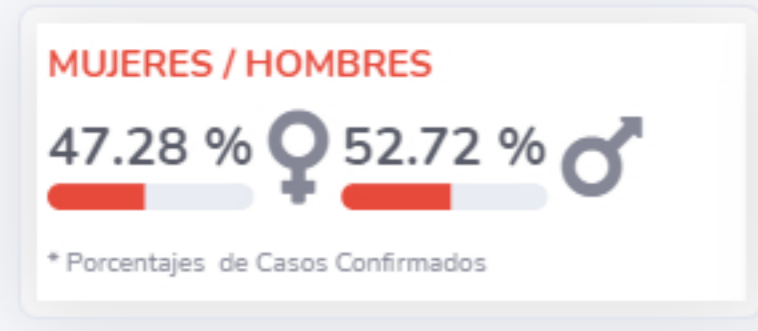 MUJERES / HOMBRES
47.28 % 52.72 %
* Porcentajes de Casos Confirmados